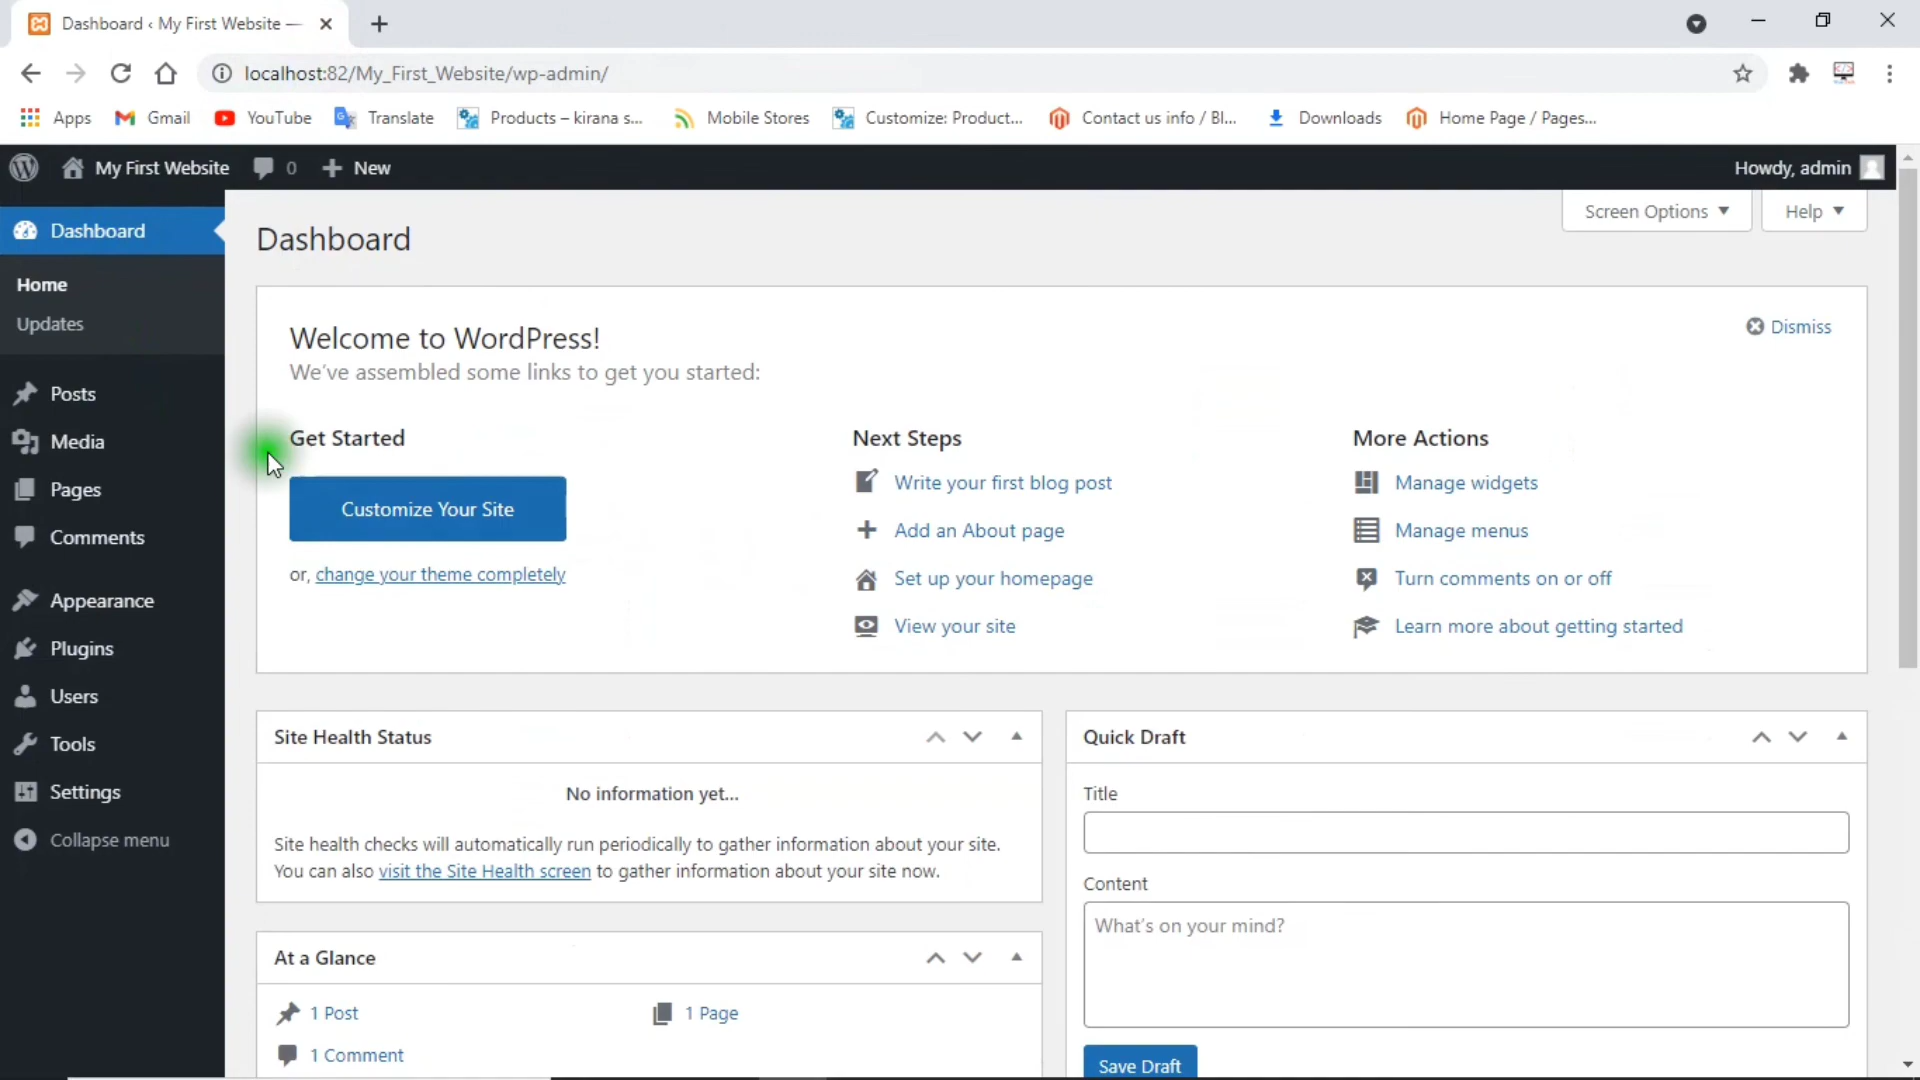 Dashboard ‹ My First Website —
localhost:82/My_First_Website/wp-admin/
Apps Gmail YouTube Translate Products – kirana s... Mobile Stores Customize: Product... Contact us info / Bl... Downloads Home Page / Pages...
My First Website 0 New Howdy, admin
Dashboard
Home
Updates
Posts
Media
Pages
Comments
Appearance
Plugins
Users
Tools
Settings
Collapse menu
Screen Options Help
Dashboard
Welcome to WordPress!
We've assembled some links to get you started:
Dismiss
Get Started
Customize Your Site
or, change your theme completely
Next Steps
Write your first blog post
Add an About page
Set up your homepage
View your site
More Actions
Manage widgets
Manage menus
Turn comments on or off
Learn more about getting started
Site Health Status
No information yet...
Site health checks will automatically run periodically to gather information about your site.
You can also visit the Site Health screen to gather information about your site now.
At a Glance
1 Post 1 Page
1 Comment
Quick Draft
Title
Content
What's on your mind?
Save Draft